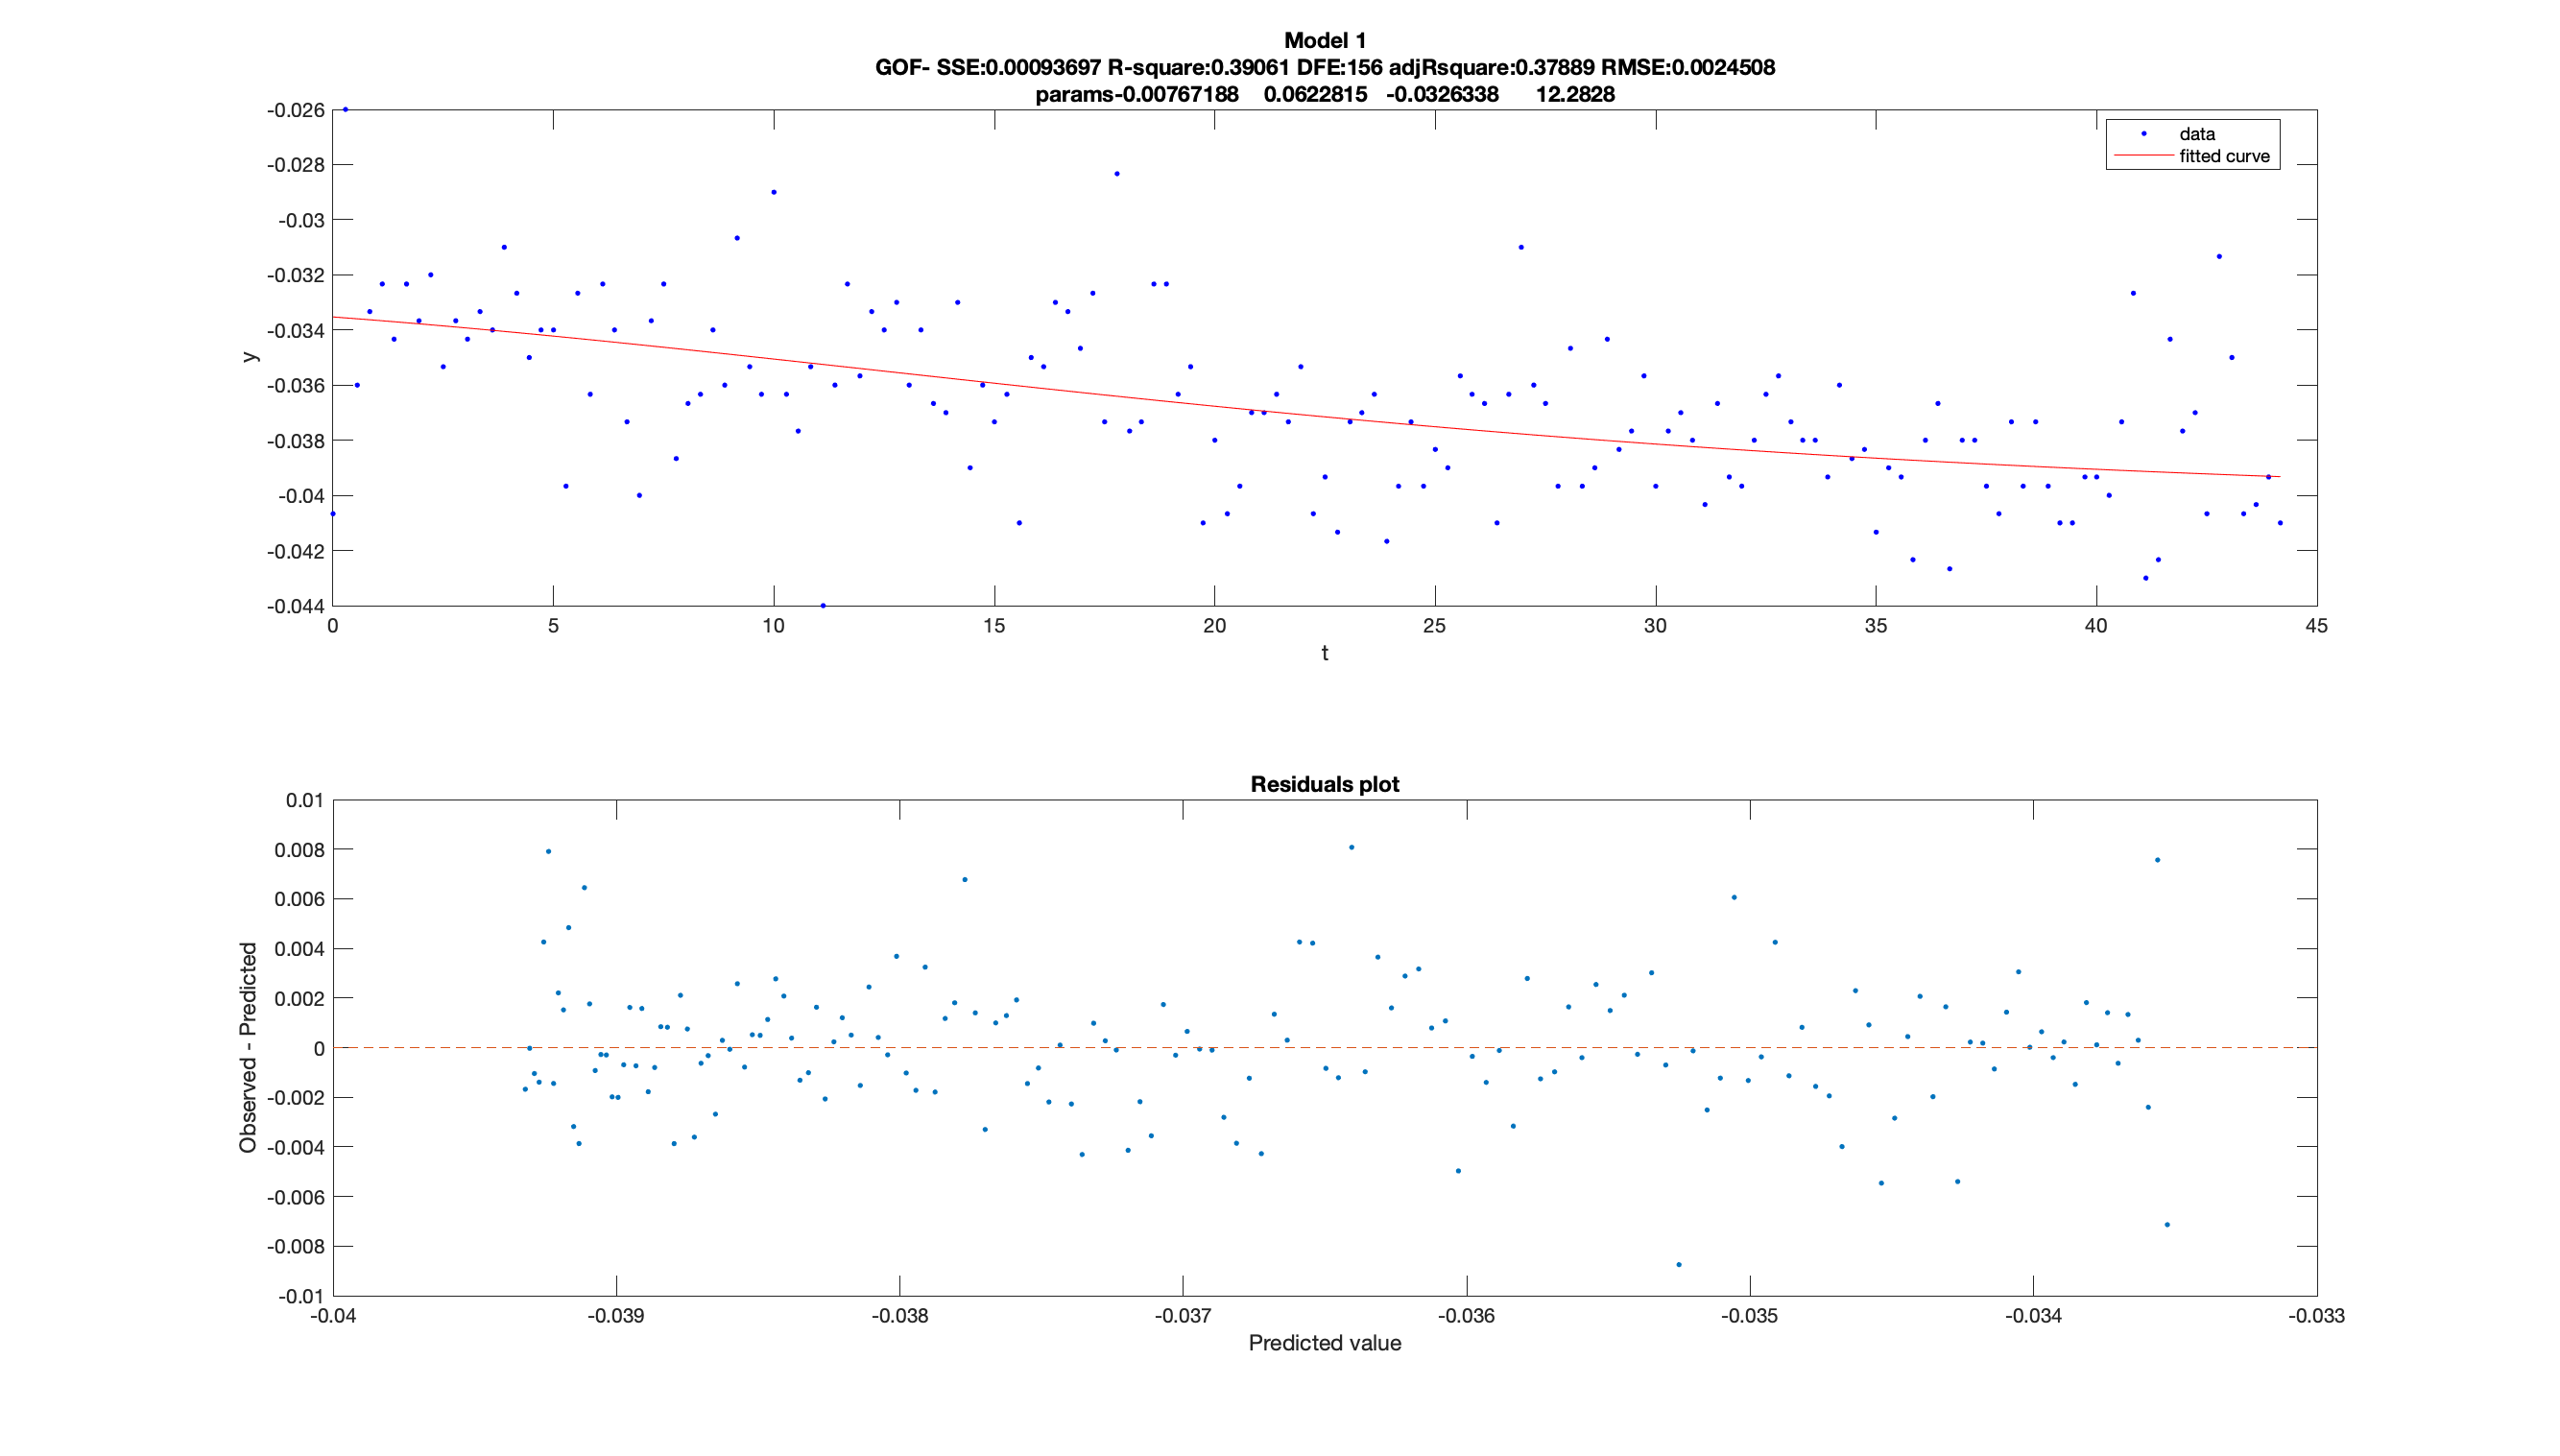 Model 1
GOF- SSE:0.00093697 R-square:0.39061 DFE:156 adjRsquare:0.37889 RMSE:0.0024508
params-0.00767188 0.0622815 -0.0326338 12.2828
-0.026
-0.028
-0.03
-0.032
-0.034
-0.036
-0.038
-0.04
-0.042
-0.044
y
data
fitted curve
0 5 10 15 20 25 30 35 40 45
t
Residuals plot
0.01
0.008
0.006
0.004
0.002
0
-0.002
-0.004
-0.006
-0.008
-0.01
Observed - Predicted
-0.04 -0.039 -0.038 -0.037 -0.036 -0.035 -0.034 -0.033
Predicted value